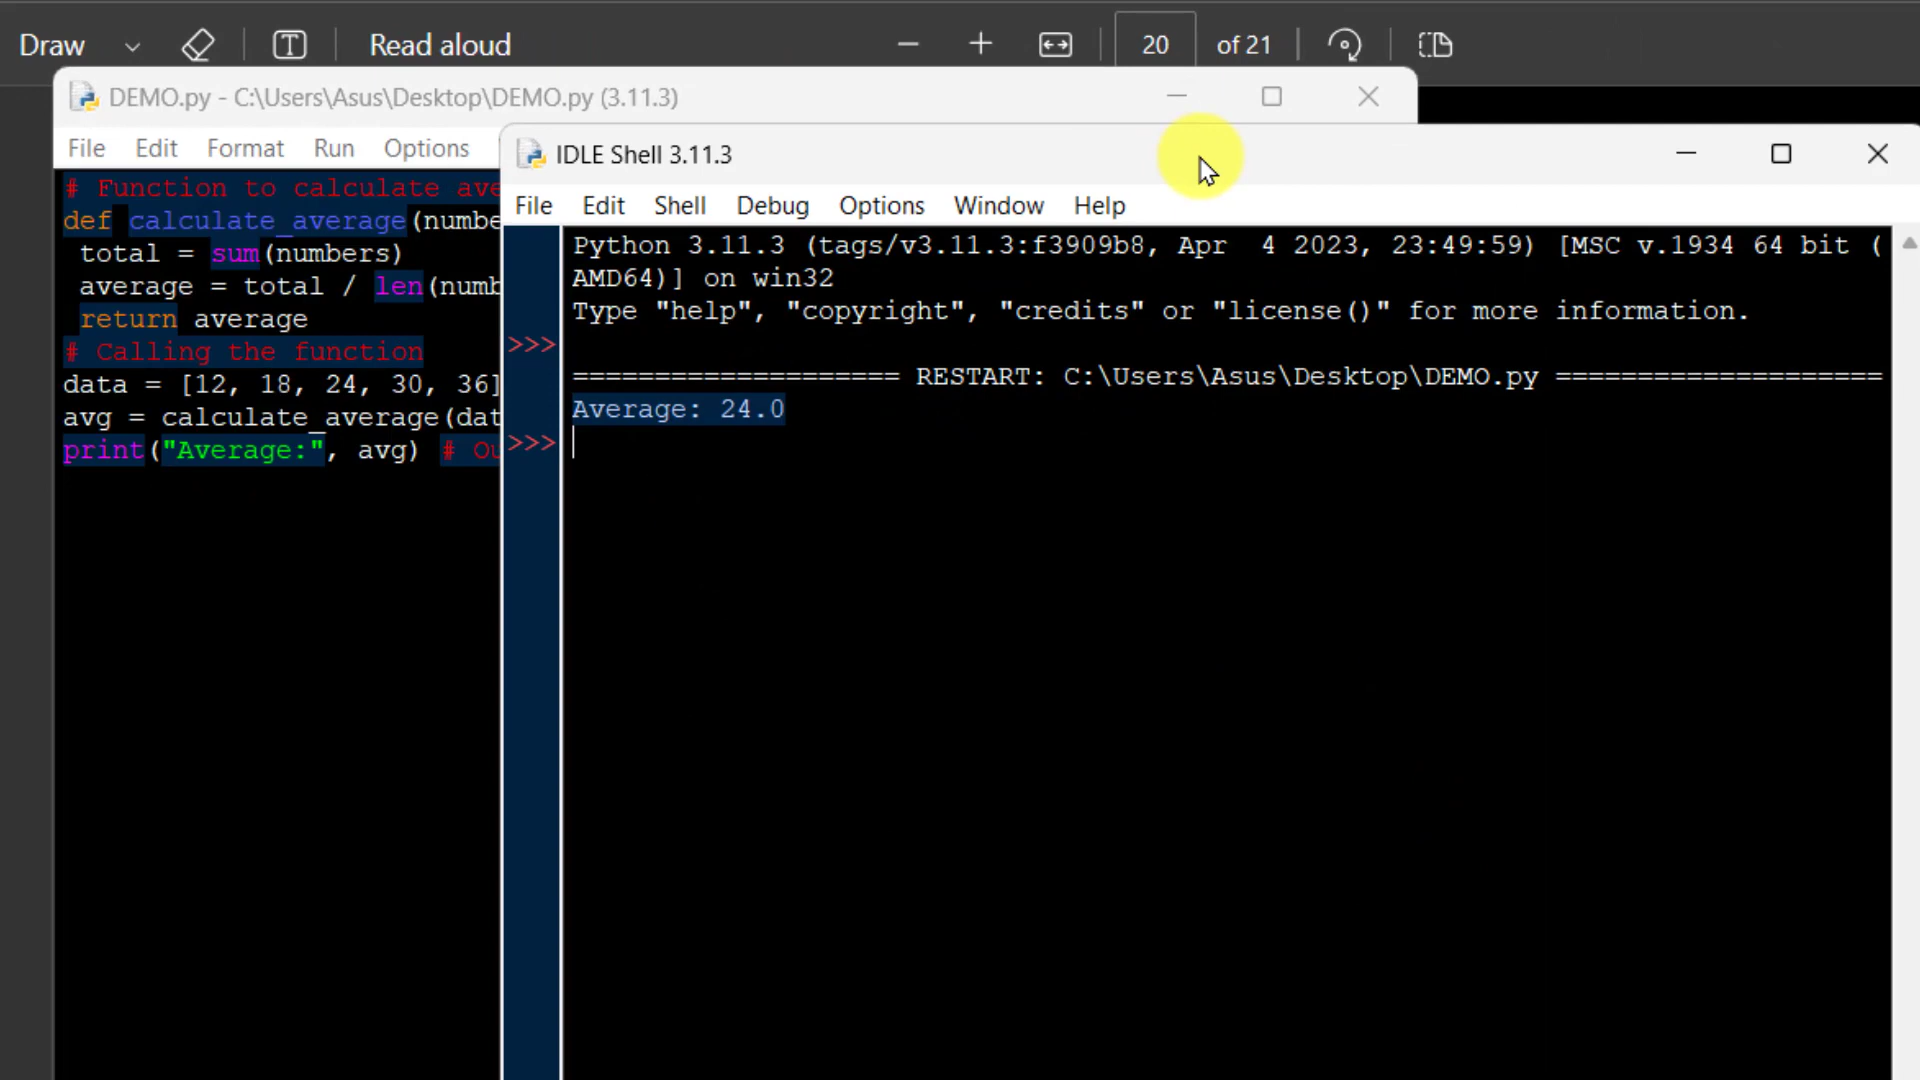 Draw Read aloud 20 of 21
DEMO.py - C:\Users\Asus\Desktop\DEMO.py (3.11.3)
File Edit Format Run Options
# Function to calculate ave
def calculate_average(numbe
total = sum(numbers)
average = total / len(numb
return average
# Calling the function
data = [12, 18, 24, 30, 36]
avg = calculate_average(dat
print("Average:", avg) # Ou
IDLE Shell 3.11.3
File Edit Shell Debug Options Window Help
Python 3.11.3 (tags/v3.11.3:f3909b8, Apr  4 2023, 23:49:59) [MSC v.1934 64 bit (
AMD64)] on win32
Type "help", "copyright", "credits" or "license()" for more information.
>>>
==================== RESTART: C:\Users\Asus\Desktop\DEMO.py ====================
Average: 24.0
>>>